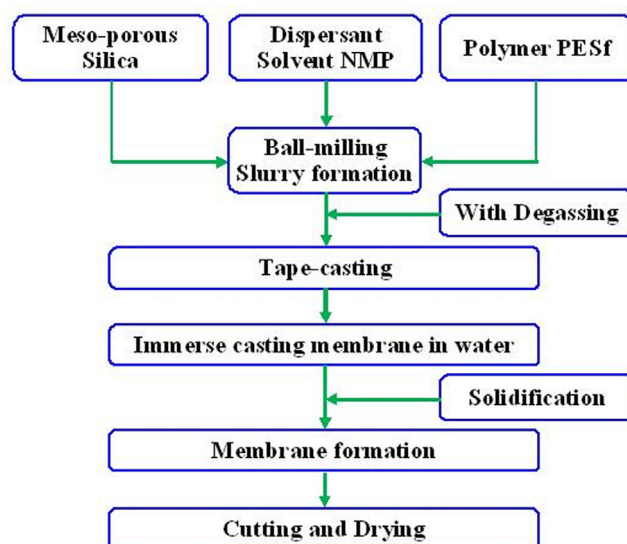 Meso-porous
Silica
Dispersant
Solvent NMP
Polymer PESf
Ball-milling
Slurry formation
With Degassing
Tape-casting
Immerse casting membrane in water
Solidification
Membrane formation
Cutting and Drying